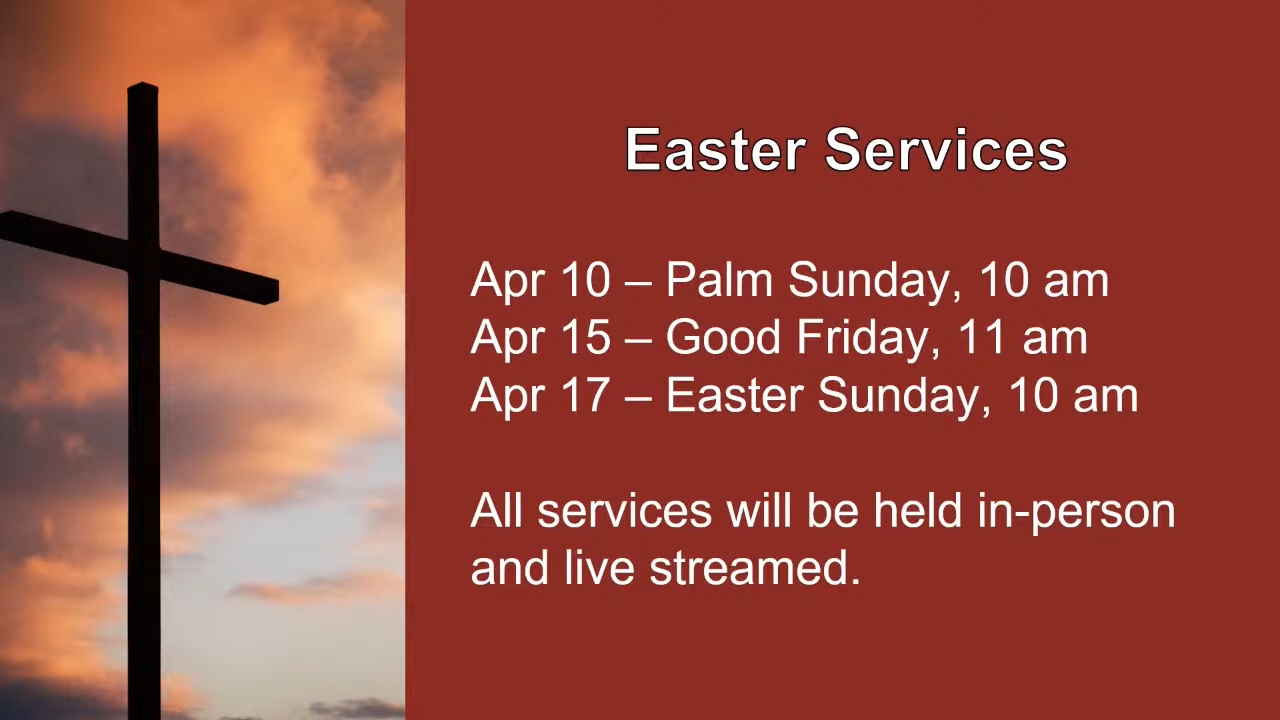 Easter Services
Apr 10 – Palm Sunday, 10 am
Apr 15 – Good Friday, 11 am
Apr 17 – Easter Sunday, 10 am
All services will be held in-person
and live streamed.